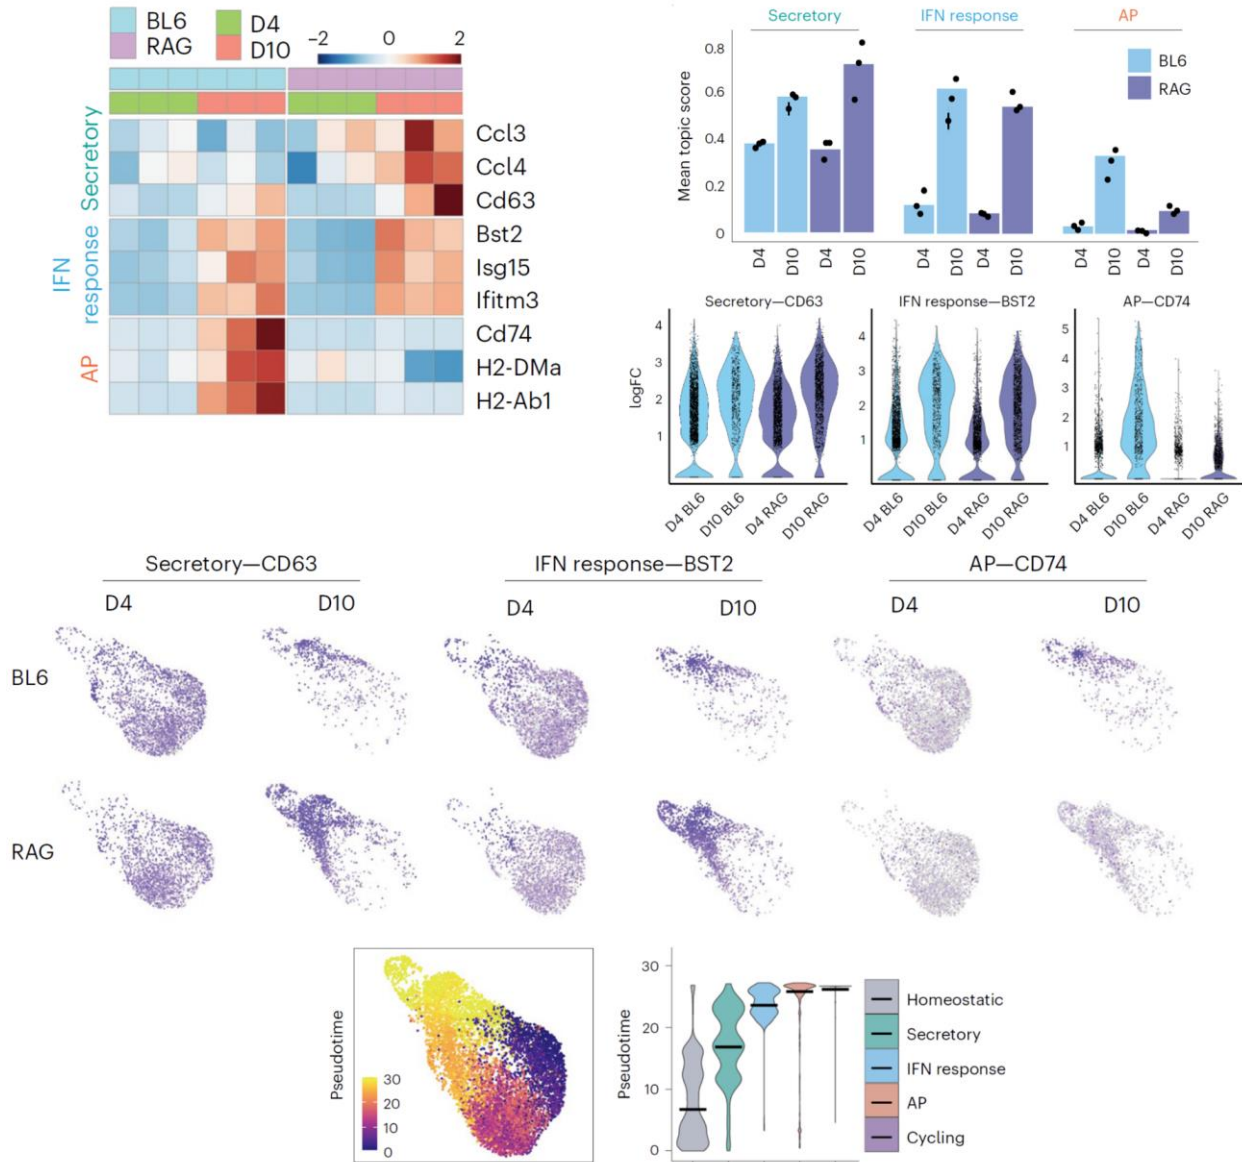 BL6
RAG
D4
D10
−2
0
2
Secretory
IFN response
AP
Ccl3
Ccl4
Cd63
Bst2
Isg15
Ifitm3
Cd74
H2-DMa
H2-Ab1
Secretory
IFN response
AP
Mean topic score
0.8
0.6
0.4
0.2
0
BL6
RAG
D4
D10
D4
D10
D4
D10
D4
D10
D4
D10
D4
D10
Secretory—CD63
IFN response—BST2
AP—CD74
logFC
4
3
2
1
4
3
2
1
5
4
3
2
1
D4 BL6
D10 BL6
D4 RAG
D10 RAG
D4 BL6
D10 BL6
D4 RAG
D10 RAG
D4 BL6
D10 BL6
D4 RAG
D10 RAG
Secretory—CD63
IFN response—BST2
AP—CD74
D4
D10
D4
D10
D4
D10
BL6
RAG
Pseudotime
30
20
10
0
Pseudotime
30
20
10
0
Homeostatic
Secretory
IFN response
AP
Cycling